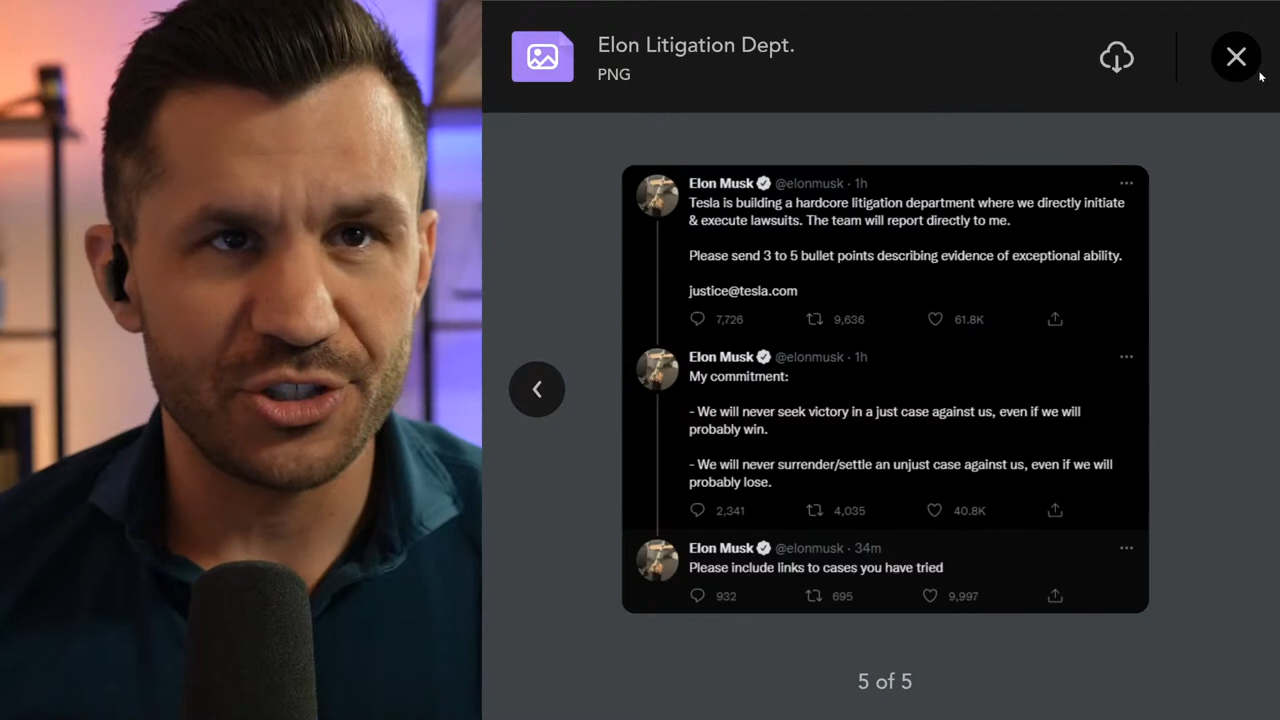 Elon Litigation Dept.
PNG
Elon Musk @elonmusk · 1h
Tesla is building a hardcore litigation department where we directly initiate
& execute lawsuits. The team will report directly to me.
Please send 3 to 5 bullet points describing evidence of exceptional ability.
justice@tesla.com
7,726 9,636 61.8K
Elon Musk @elonmusk · 1h
My commitment:
- We will never seek victory in a just case against us, even if we will
probably win.
- We will never surrender/settle an unjust case against us, even if we will
probably lose.
2,341 4,035 40.8K
Elon Musk @elonmusk · 34m
Please include links to cases you have tried
932 695 9,997
5 of 5